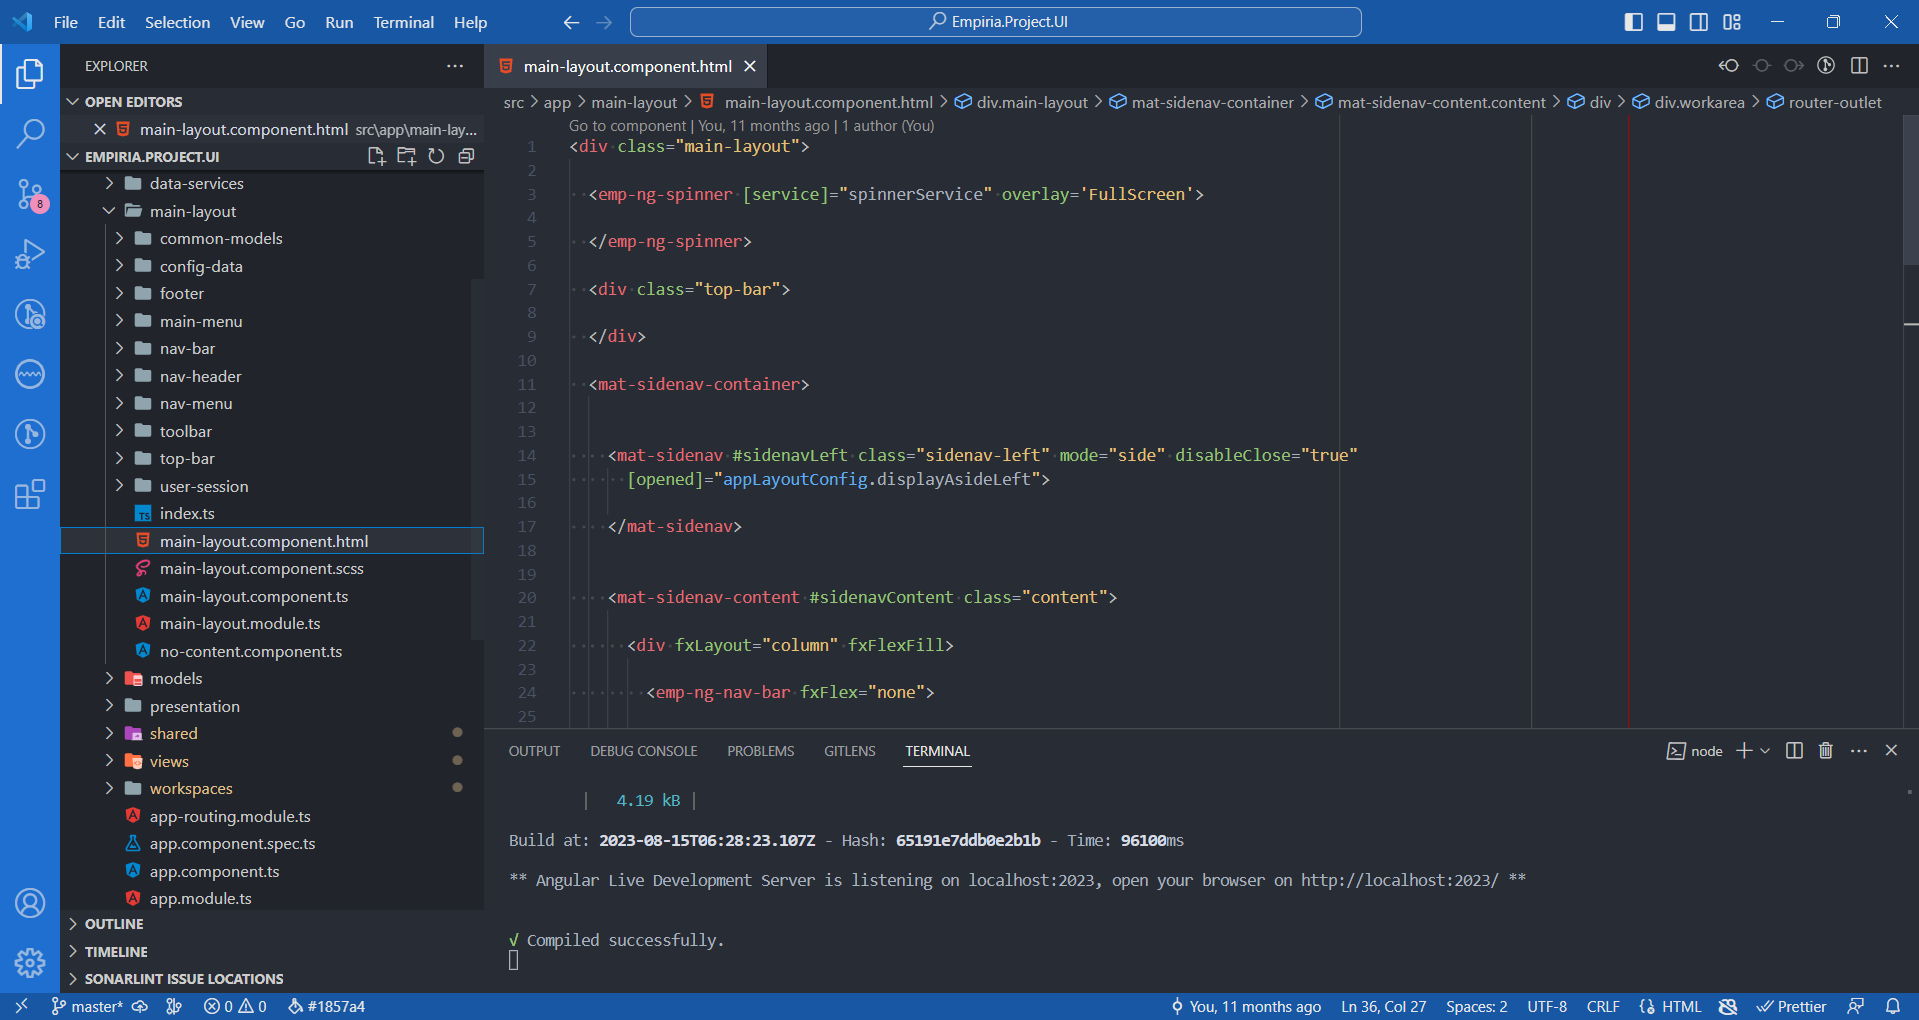 File Edit Selection View Go Run Terminal Help
Empiria.Project.UI
EXPLORER
OPEN EDITORS
main-layout.component.html src\app\main-lay...
EMPIRIA.PROJECT.UI
data-services
main-layout
common-models
config-data
footer
main-menu
nav-bar
nav-header
nav-menu
toolbar
top-bar
user-session
TS index.ts
main-layout.component.html
main-layout.component.scss
main-layout.component.ts
main-layout.module.ts
no-content.component.ts
models
presentation
shared
views
workspaces
app-routing.module.ts
app.component.spec.ts
app.component.ts
app.module.ts
OUTLINE
TIMELINE
SONARLINT ISSUE LOCATIONS
8
main-layout.component.html
src > app > main-layout > main-layout.component.html > div.main-layout > mat-sidenav-container > mat-sidenav-content.content > div > div.workarea > router-outlet
Go to component | You, 11 months ago | 1 author (You)
1 <div class="main-layout">
2
3 <emp-ng-spinner [service]="spinnerService" overlay='FullScreen'>
4
5 </emp-ng-spinner>
6
7 <div class="top-bar">
8
9 </div>
10
11 <mat-sidenav-container>
12
13
14 <mat-sidenav #sidenavLeft class="sidenav-left" mode="side" disableClose="true"
15 [opened]="appLayoutConfig.displayAsideLeft">
16
17 </mat-sidenav>
18
19
20 <mat-sidenav-content #sidenavContent class="content">
21
22 <div fxLayout="column" fxFlexFill>
23
24 <emp-ng-nav-bar fxFlex="none">
25
OUTPUT DEBUG CONSOLE PROBLEMS GITLENS TERMINAL
node
| 4.19 kB |
Build at: 2023-08-15T06:28:23.107Z - Hash: 65191e7ddb0e2b1b - Time: 96100ms
** Angular Live Development Server is listening on localhost:2023, open your browser on http://localhost:2023/ **
√ Compiled successfully.
master* 0 0 #1857a4
You, 11 months ago Ln 36, Col 27 Spaces: 2 UTF-8 CRLF HTML Prettier